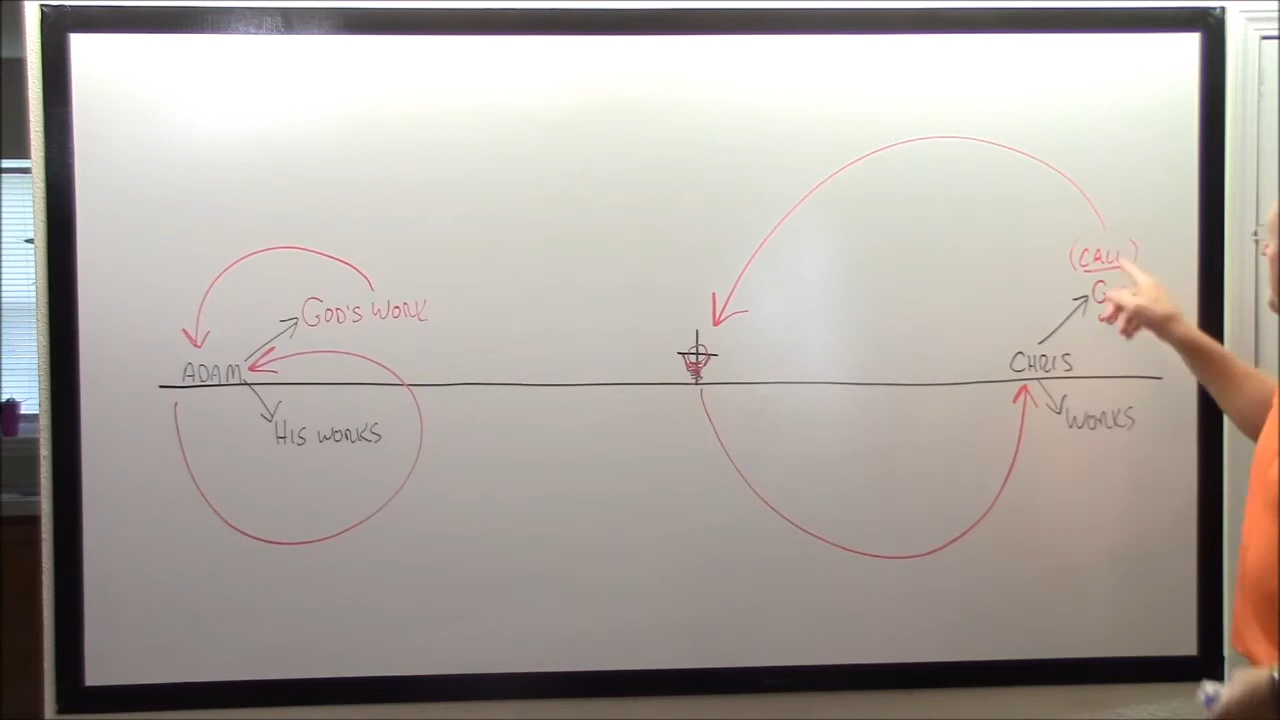 (CALL)
GOD'S WORK
ADAM
CHRIS
HIS WORKS
WORKS